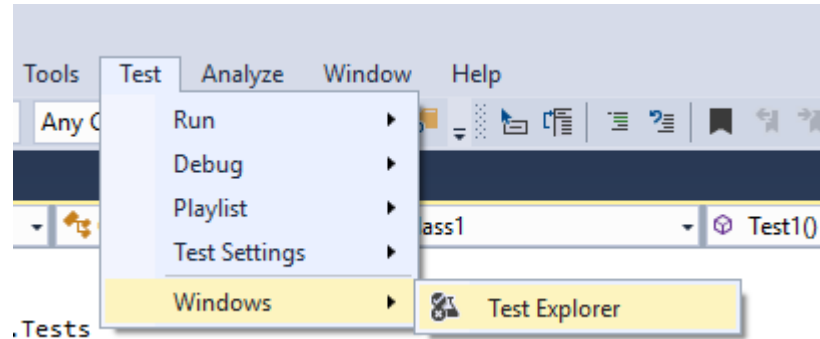 Tools Test Analyze Window Help
Any
Run
Debug
Playlist
ass1 Test1()
Test Settings
Windows Test Explorer
.Tests